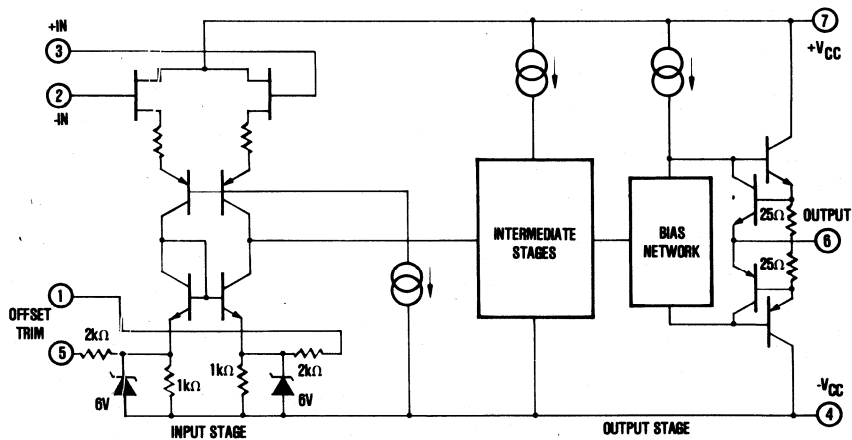 +IN
3
7
+VCC
2
-IN
25Ω
OUTPUT
INTERMEDIATE
STAGES
BIAS
NETWORK
6
25Ω
1
OFFSET
TRIM
2kΩ
5
1kΩ
1kΩ
2kΩ
6V
6V
-VCC
4
INPUT STAGE
OUTPUT STAGE